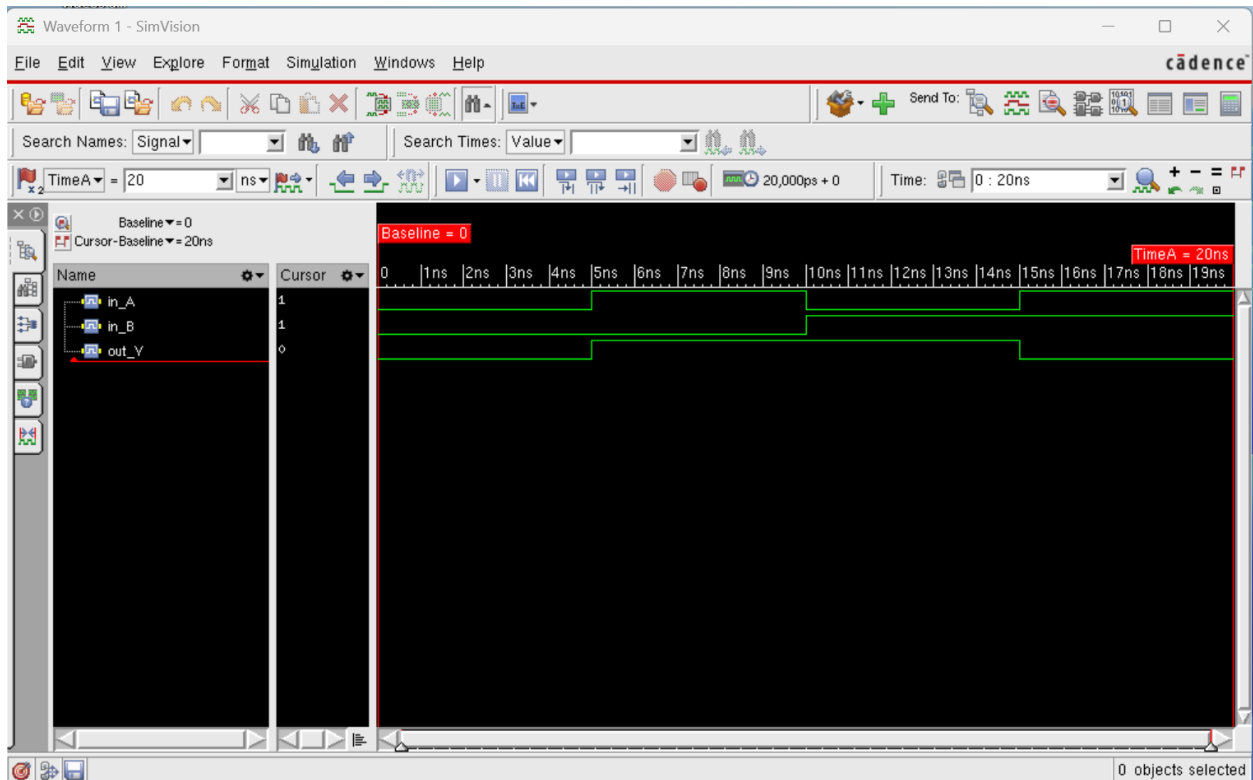 Waveform 1 - SimVision
File Edit View Explore Format Simulation Windows Help
cādence
Send To:
Search Names: Signal
Search Times: Value
x2 TimeA = 20 ns
20,000ps + 0
Time: 0 : 20ns
Baseline = 0
Cursor-Baseline = 20ns
Baseline = 0
TimeA = 20ns
Name Cursor
0 1ns 2ns 3ns 4ns 5ns 6ns 7ns 8ns 9ns 10ns 11ns 12ns 13ns 14ns 15ns 16ns 17ns 18ns 19ns
in_A 1
in_B 1
out_Y 0
0 objects selected